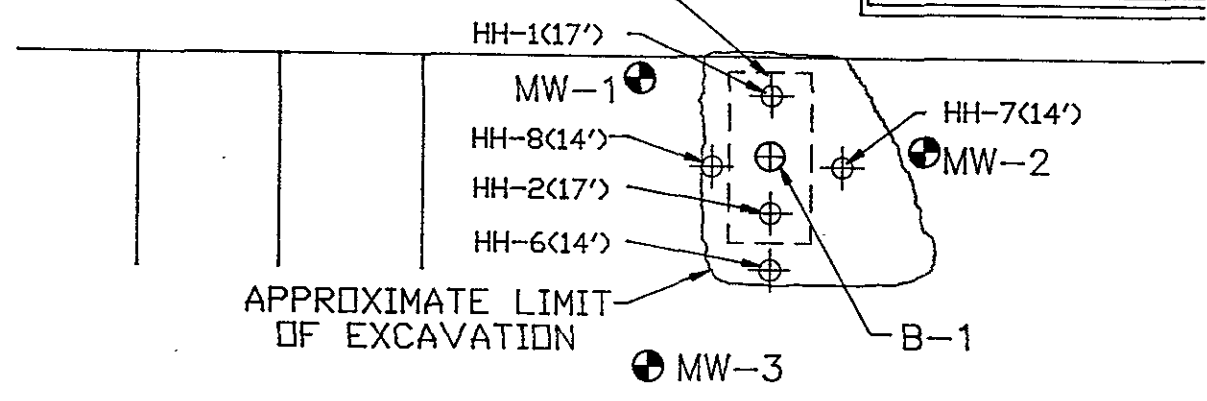 HH-1(17')
MW-1
HH-7(14')
HH-8(14')
MW-2
HH-2(17')
HH-6(14')
APPROXIMATE LIMIT
OF EXCAVATION
B-1
MW-3